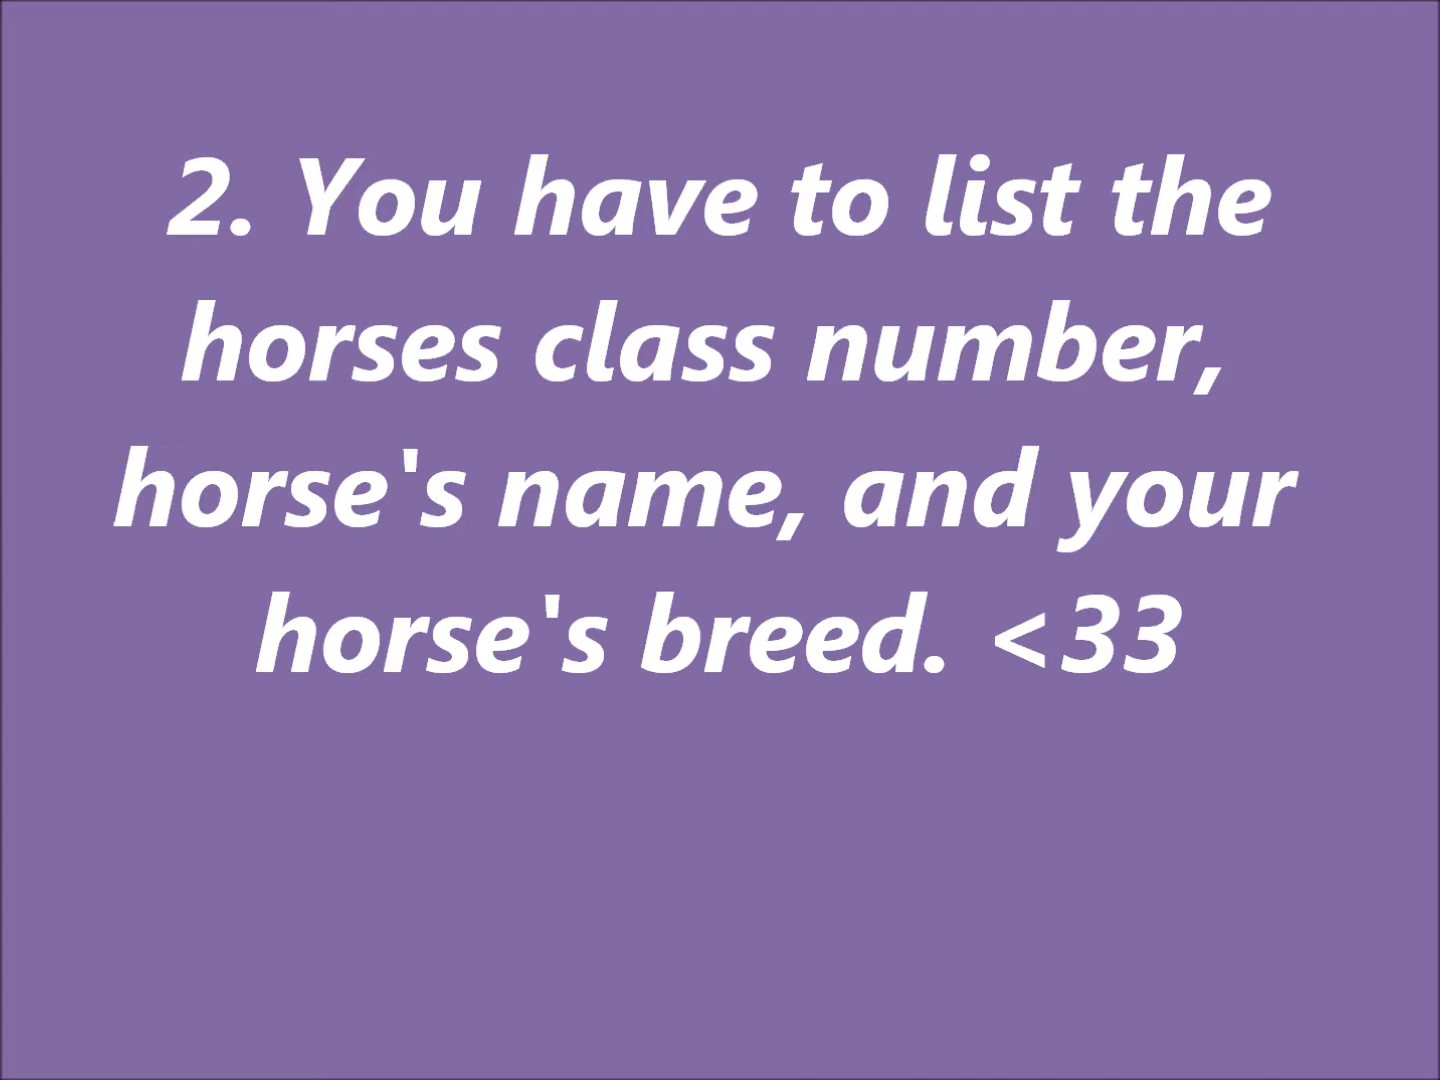 2. You have to list the
horses class number,
horse's name, and your
horse's breed. <33